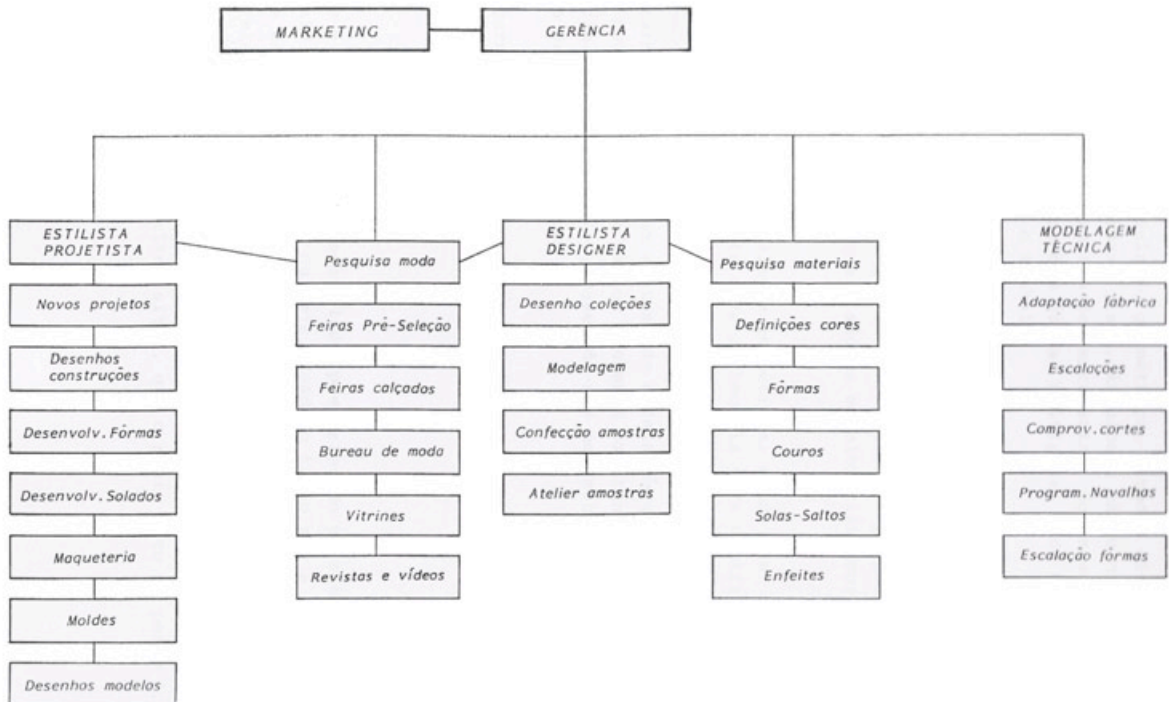 MARKETING
GERÊNCIA
ESTILISTA
PROJETISTA
Novos projetos
Desenhos
construções
Desenvolv.Fôrmas
Desenvolv.Solados
Maqueteria
Moldes
Desenhos modelos
Pesquisa moda
Feiras Pré-Seleção
Feiras calçados
Bureau de moda
Vitrines
Revistas e vídeos
ESTILISTA
DESIGNER
Desenho coleções
Modelagem
Confecção amostras
Atelier amostras
Pesquisa materiais
Definições cores
Fôrmas
Couros
Solas-Saltos
Enfeites
MODELAGEM
TÉCNICA
Adaptação fábrica
Escalações
Comprov.cortes
Program.Navalhas
Escalação fôrmas